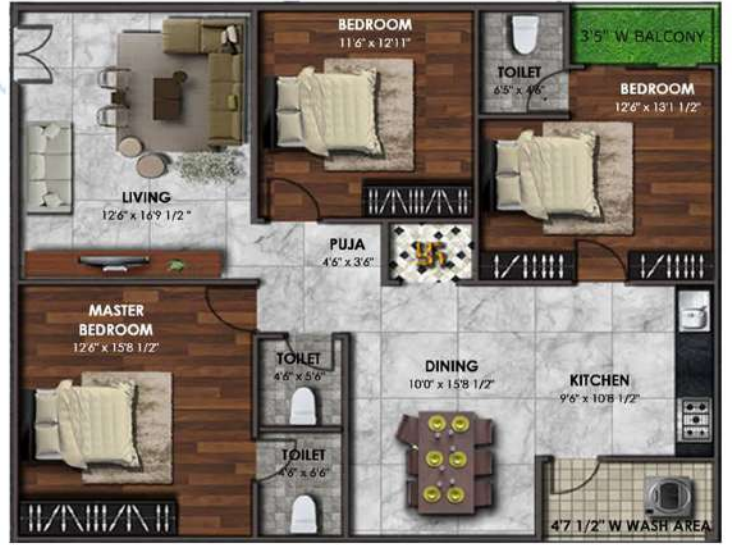 BEDROOM
11'6" x 12'11"
TOILET
6'5" x 4'6"
3'5" W BALCONY
BEDROOM
12'6" x 13'1 1/2"
LIVING
12'6" x 16'9 1/2 "
PUJA
4'6" x 3'6"
MASTER
BEDROOM
12'6" x 15'8 1/2"
TOILET
4'6" x 5'6"
DINING
10'0" x 15'8 1/2"
KITCHEN
9'6" x 10'8 1/2"
TOILET
4'6" x 6'6"
4'7 1/2" W WASH AREA